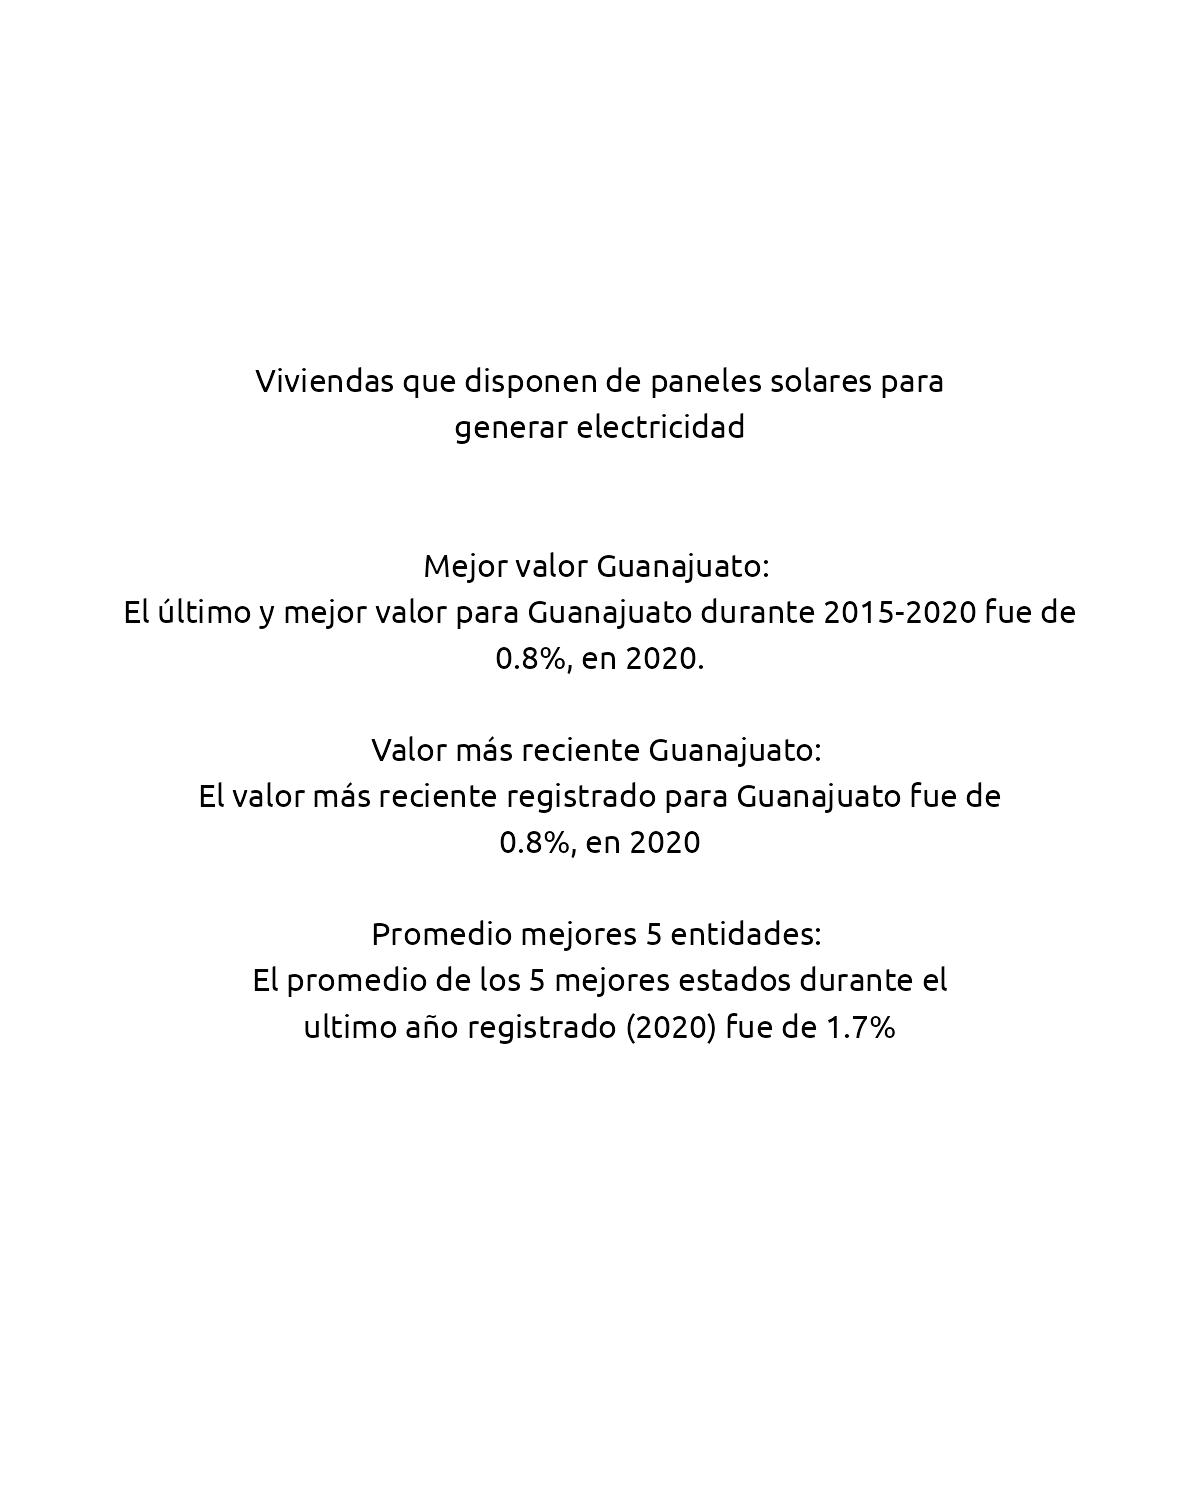 Viviendas que disponen de paneles solares para
generar electricidad
Mejor valor Guanajuato:
El último y mejor valor para Guanajuato durante 2015-2020 fue de
0.8%, en 2020.
Valor más reciente Guanajuato:
El valor más reciente registrado para Guanajuato fue de
0.8%, en 2020
Promedio mejores 5 entidades:
El promedio de los 5 mejores estados durante el
ultimo año registrado (2020) fue de 1.7%